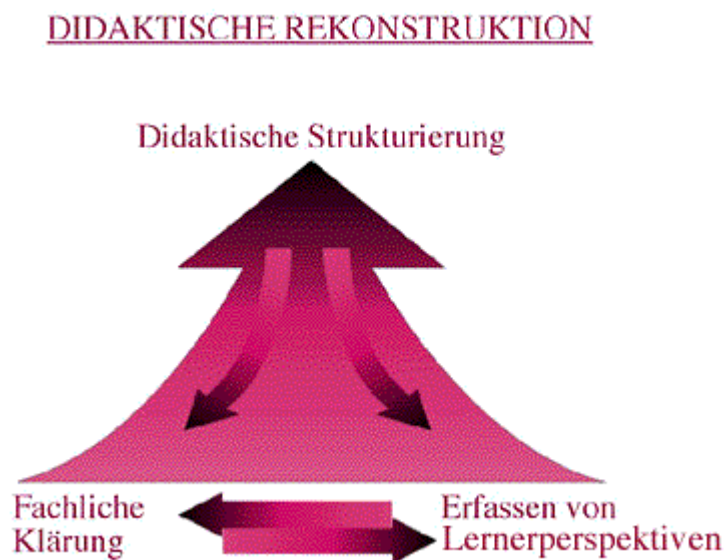 DIDAKTISCHE REKONSTRUKTION
Didaktische Strukturierung
Fachliche
Klärung
Erfassen von
Lernerperspektiven